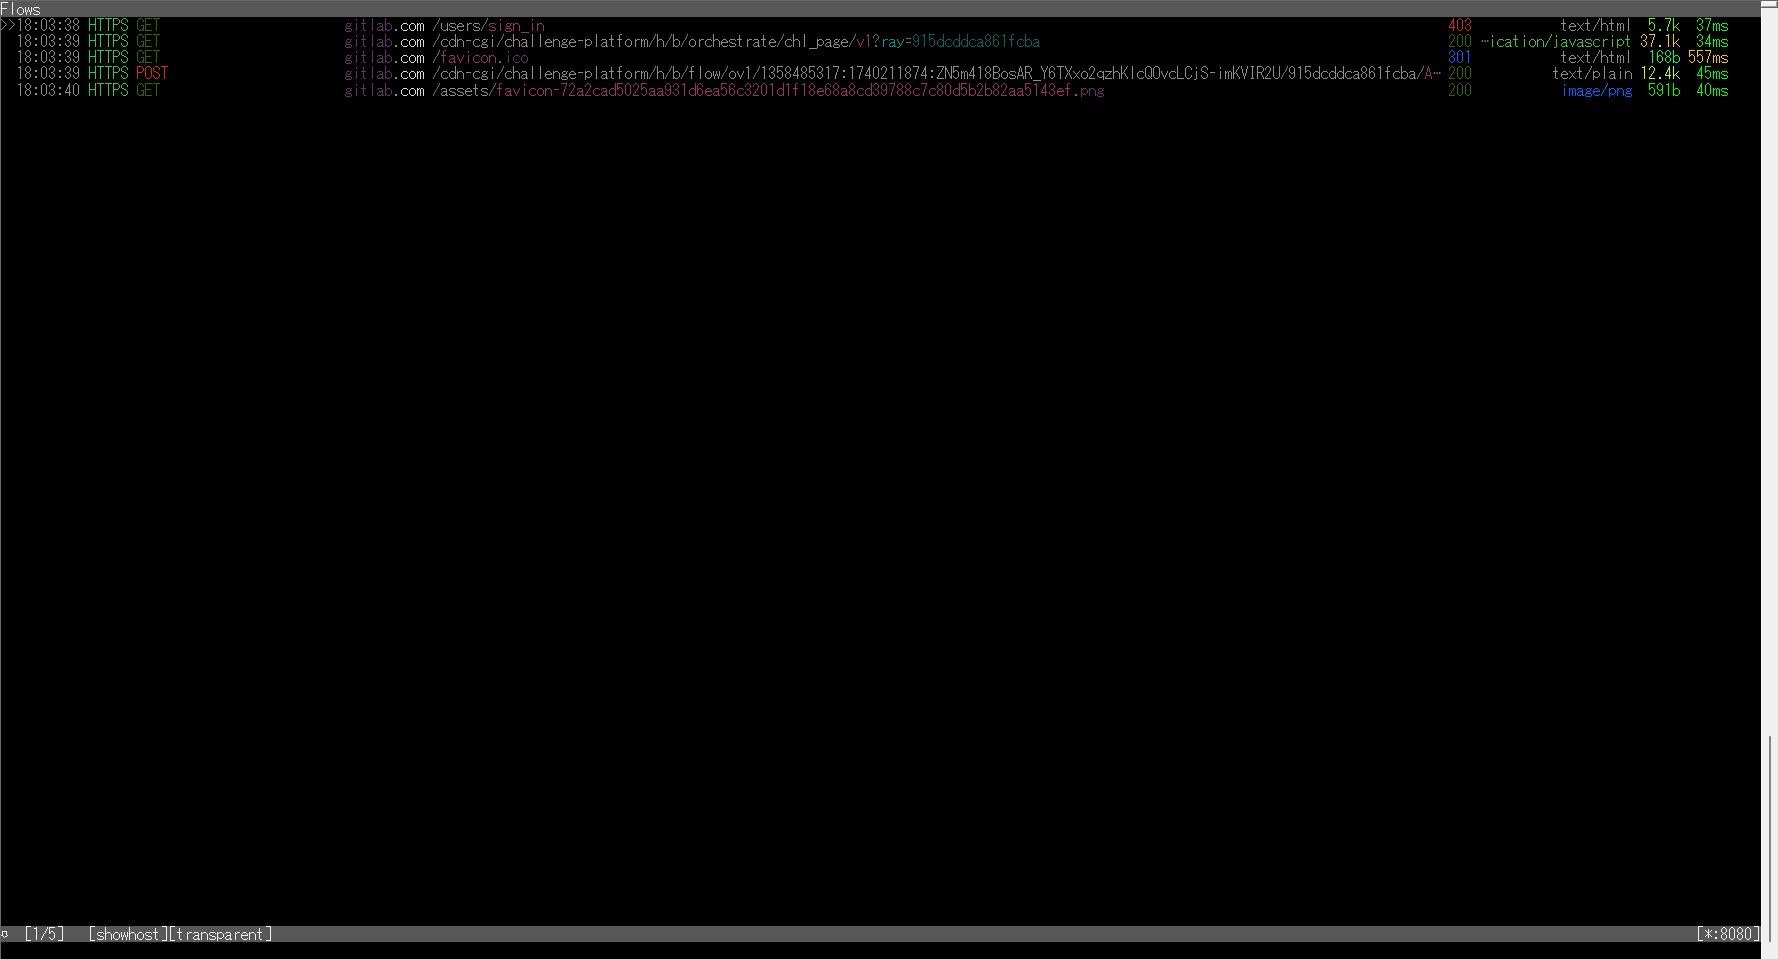 Flows
>>18:03:38 HTTPS GET gitlab.com /users/sign_in 403 text/html 5.7k 37ms
18:03:39 HTTPS GET gitlab.com /cdn-cgi/challenge-platform/h/b/orchestrate/chl_page/v1?ray=915dcddca861fcba 200 …ication/javascript 37.1k 34ms
18:03:39 HTTPS GET gitlab.com /favicon.ico 301 text/html 168b 557ms
18:03:39 HTTPS POST gitlab.com /cdn-cgi/challenge-platform/h/b/flow/ov1/1358485317:1740211874:ZN5m418BosAR_Y6TXxo2qzhKlcQOvcLCjS-imKVIR2U/915dcddca861fcba/A… 200 text/plain 12.4k 45ms
18:03:40 HTTPS GET gitlab.com /assets/favicon-72a2cad5025aa931d6ea56c3201d1f18e68a8cd39788c7c80d5b2b82aa5143ef.png 200 image/png 591b 40ms
[1/5] [showhost][transparent] [*:8080]